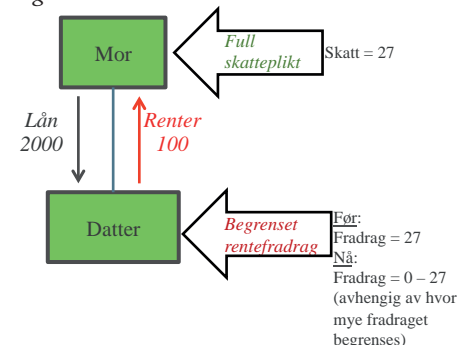 Mor
Full
skatteplikt
Skatt = 27
Lån
2000
Renter
100
Datter
Begrenset
rentefradrag
Før:
Fradrag = 27
Nå:
Fradrag = 0 – 27
(avhengig av hvor
mye fradraget
begrenses)